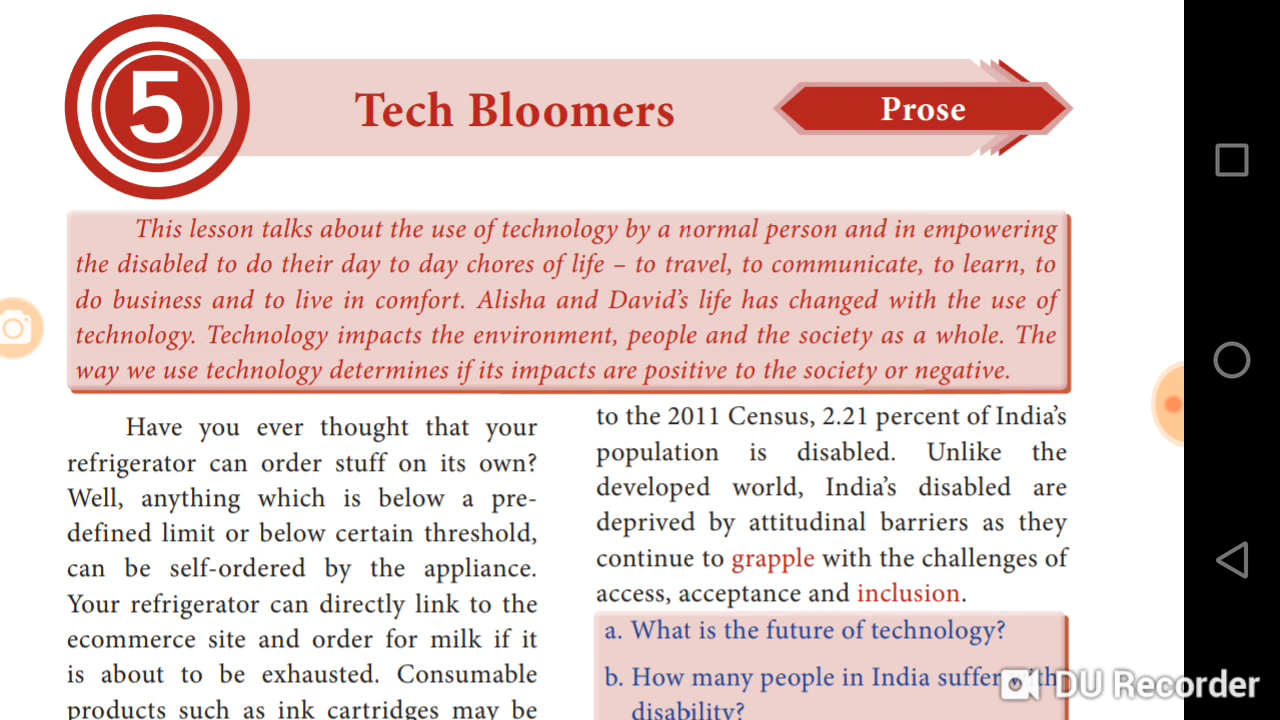 5
Tech Bloomers
Prose
This lesson talks about the use of technology by a normal person and in empowering
the disabled to do their day to day chores of life – to travel, to communicate, to learn, to
do business and to live in comfort. Alisha and David's life has changed with the use of
technology. Technology impacts the environment, people and the society as a whole. The
way we use technology determines if its impacts are positive to the society or negative.
Have you ever thought that your
refrigerator can order stuff on its own?
Well, anything which is below a pre-
defined limit or below certain threshold,
can be self-ordered by the appliance.
Your refrigerator can directly link to the
ecommerce site and order for milk if it
is about to be exhausted. Consumable
products such as ink cartridges may be
to the 2011 Census, 2.21 percent of India's
population is disabled. Unlike the
developed world, India's disabled are
deprived by attitudinal barriers as they
continue to grapple with the challenges of
access, acceptance and inclusion.
a. What is the future of technology?
b. How many people in India suffer with
disability?
DU Recorder